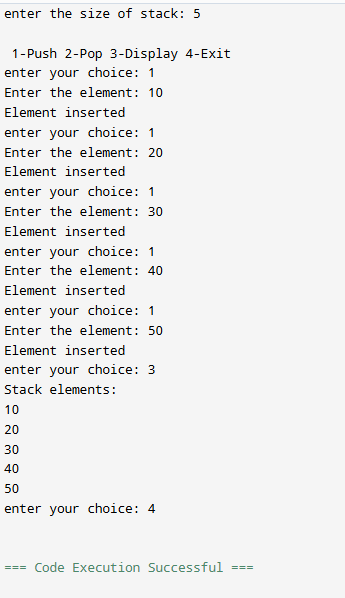 enter the size of stack: 5
1-Push 2-Pop 3-Display 4-Exit
enter your choice: 1
Enter the element: 10
Element inserted
enter your choice: 1
Enter the element: 20
Element inserted
enter your choice: 1
Enter the element: 30
Element inserted
enter your choice: 1
Enter the element: 40
Element inserted
enter your choice: 1
Enter the element: 50
Element inserted
enter your choice: 3
Stack elements:
10
20
30
40
50
enter your choice: 4
=== Code Execution Successful ===